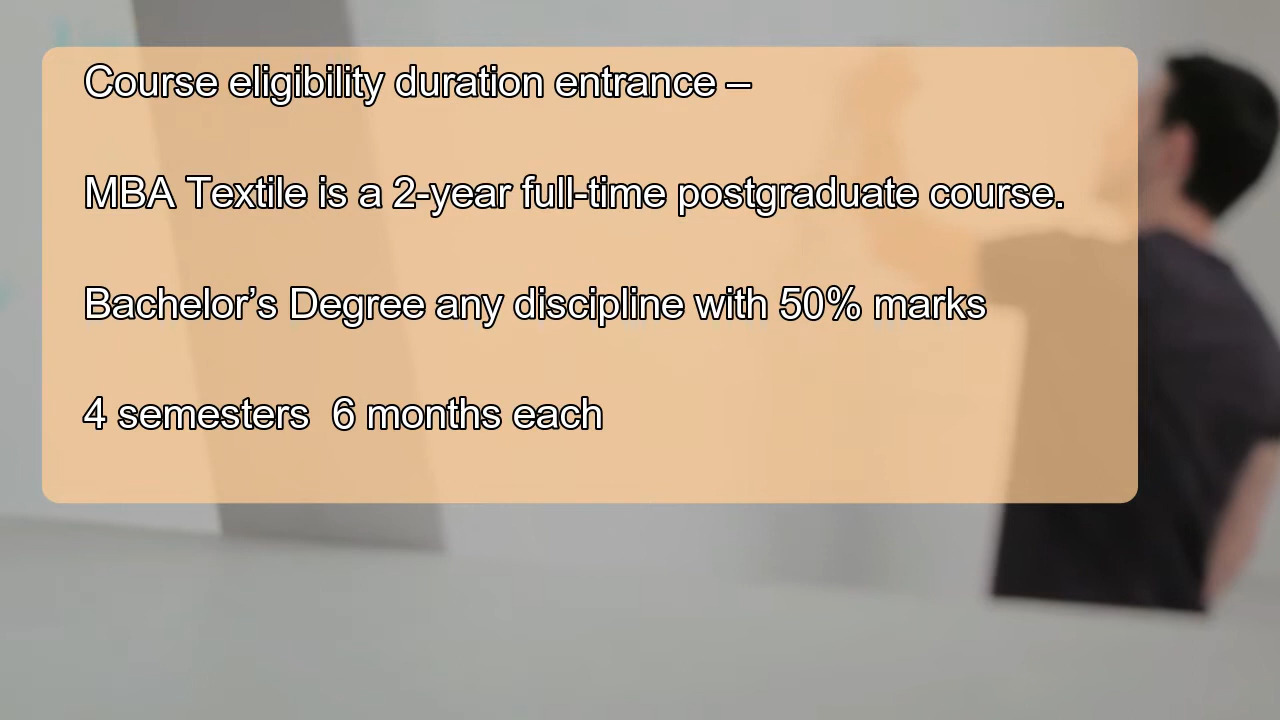 Course eligibility duration entrance –
MBA Textile is a 2-year full-time postgraduate course.
Bachelor’s Degree any discipline with 50% marks
4 semesters  6 months each